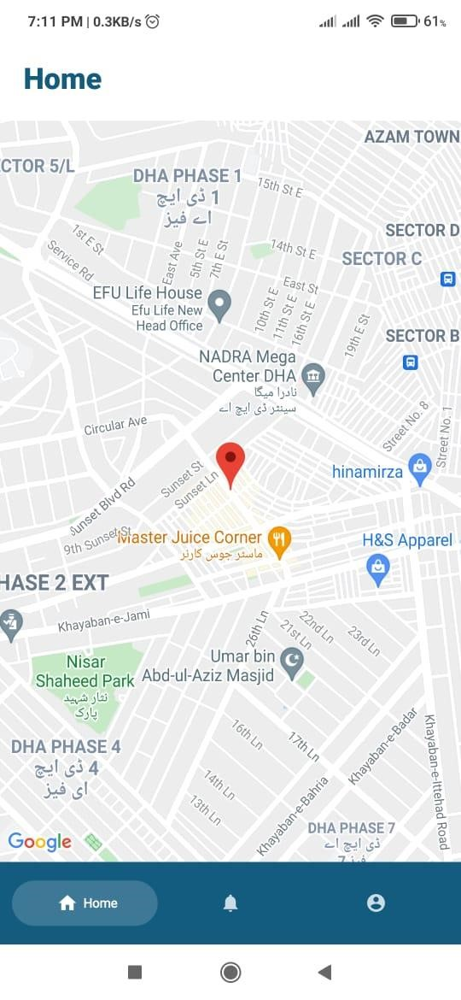 7:11 PM | 0.3KB/s
61%
Home
AZAM TOWN
CTOR 5/L
DHA PHASE 1
1 ڈی ایچ
اے فیز
15th St E
1st E St
Service Rd
East Ave
5th St E
7th E St
14th St E
SECTOR D
SECTOR C
EFU Life House
Efu Life New
Head Office
East St
10th St E
11th St E
16th St E
19th E St
SECTOR B
NADRA Mega
Center DHA
نادرا میگا
سینٹر ڈی ایچ اے
Circular Ave
Street No. 8
Street No. 1
Sunset St
Sunset Ln
hinamirza
Sunset Blvd Rd
9th Sunset St
Master Juice Corner
ماسٹر جوس کارنر
H&S Apparel
HASE 2 EXT
Khayaban-e-Jami
26th Ln
21st Ln
22nd Ln
23rd Ln
Nisar
Shaheed Park
نثار شہید
پارک
Umar bin
Abd-ul-Aziz Masjid
DHA PHASE 4
4 ڈی ایچ
ای فیز
16th Ln
17th Ln
14th Ln
13th Ln
Khayaban-e-Badar
Khayaban-e-Bahria
Khayaban-e-Ittehad Road
DHA PHASE 7
ڈی ایچ اے
فیز 7
Google
Home